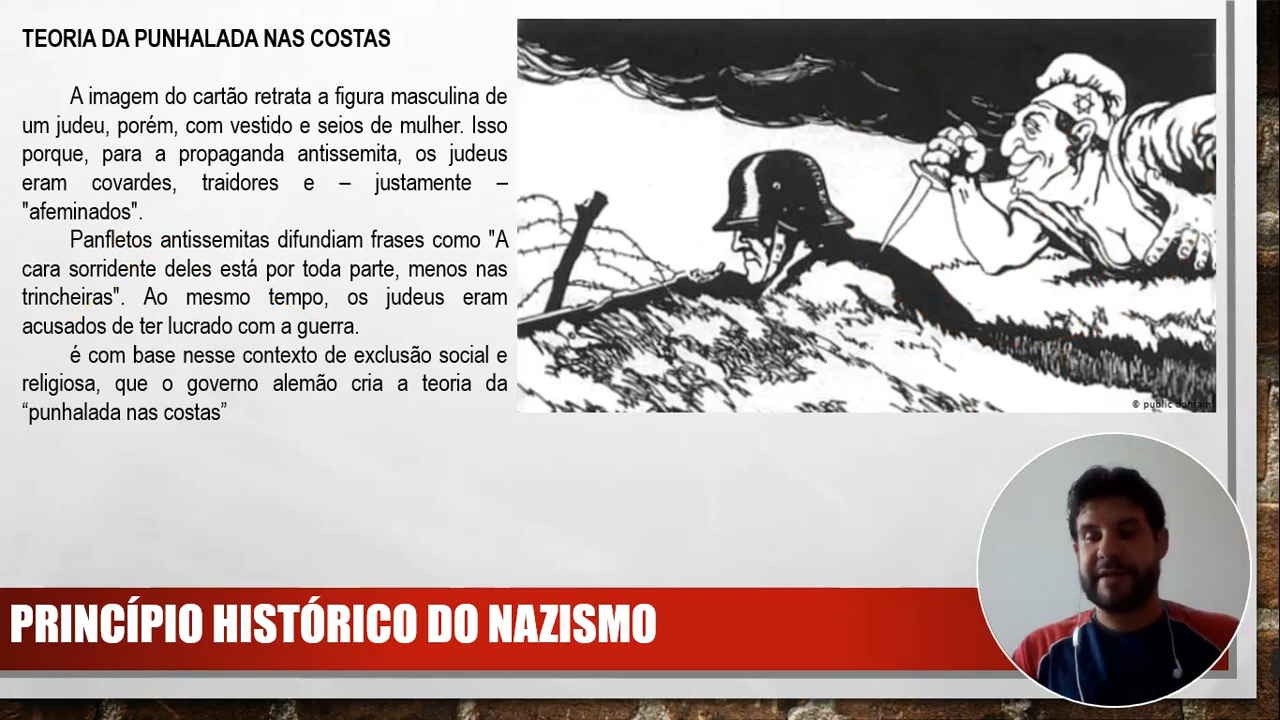 TEORIA DA PUNHALADA NAS COSTAS
A imagem do cartão retrata a figura masculina de
um judeu, porém, com vestido e seios de mulher. Isso
porque, para a propaganda antissemita, os judeus
eram covardes, traidores e – justamente –
"afeminados".
Panfletos antissemitas difundiam frases como "A
cara sorridente deles está por toda parte, menos nas
trincheiras". Ao mesmo tempo, os judeus eram
acusados de ter lucrado com a guerra.
é com base nesse contexto de exclusão social e
religiosa, que o governo alemão cria a teoria da
“punhalada nas costas”
© public domain
PRINCÍPIO HISTÓRICO DO NAZISMO